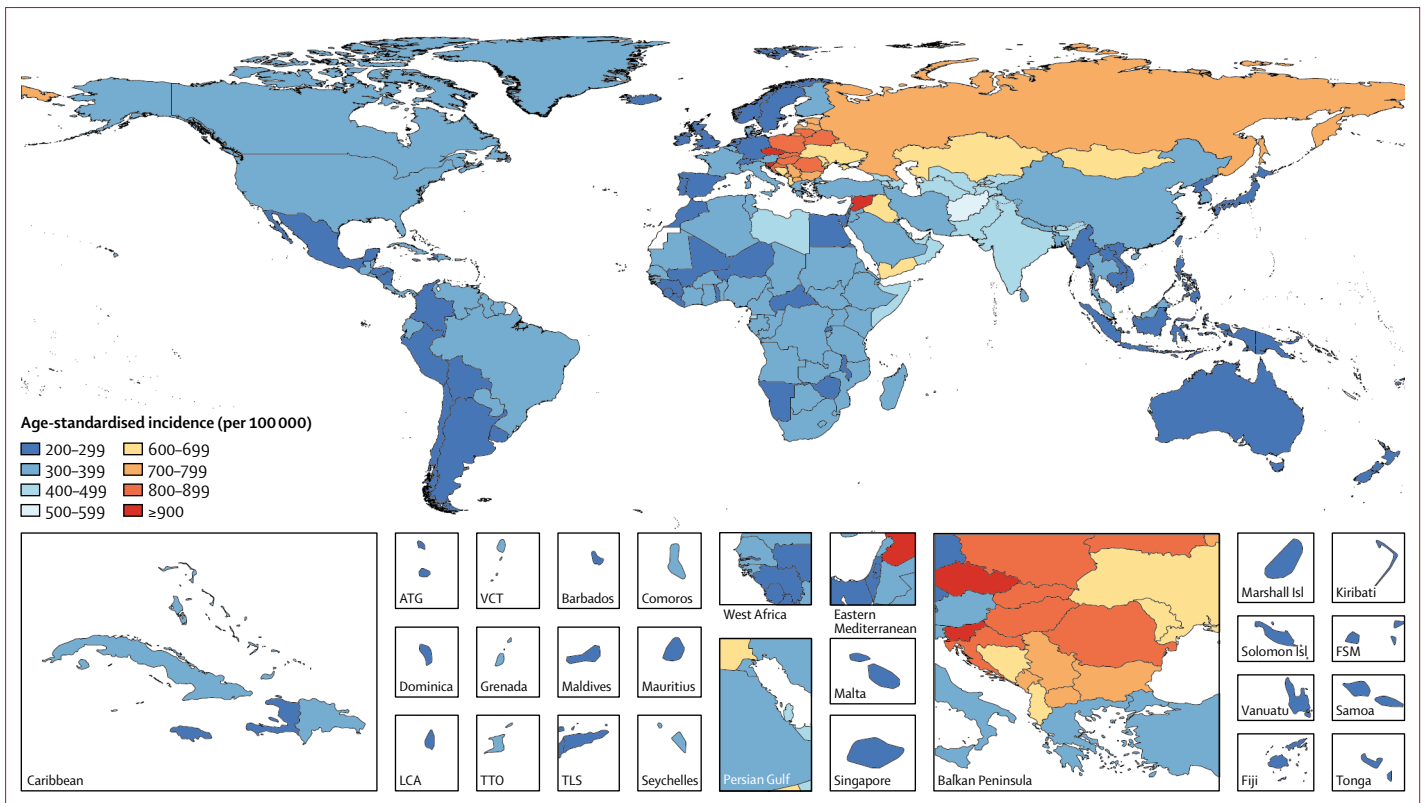 Age-standardised incidence (per 100 000)
200–299
600–699
300–399
700–799
400–499
800–899
500–599
≥900
Caribbean
ATG
VCT
Barbados
Comoros
Dominica
Grenada
Maldives
Mauritius
LCA
TTO
TLS
Seychelles
West Africa
Eastern
Mediterranean
Persian Gulf
Malta
Singapore
Balkan Peninsula
Marshall Isl
Kiribati
Solomon Isl
FSM
Vanuatu
Samoa
Fiji
Tonga